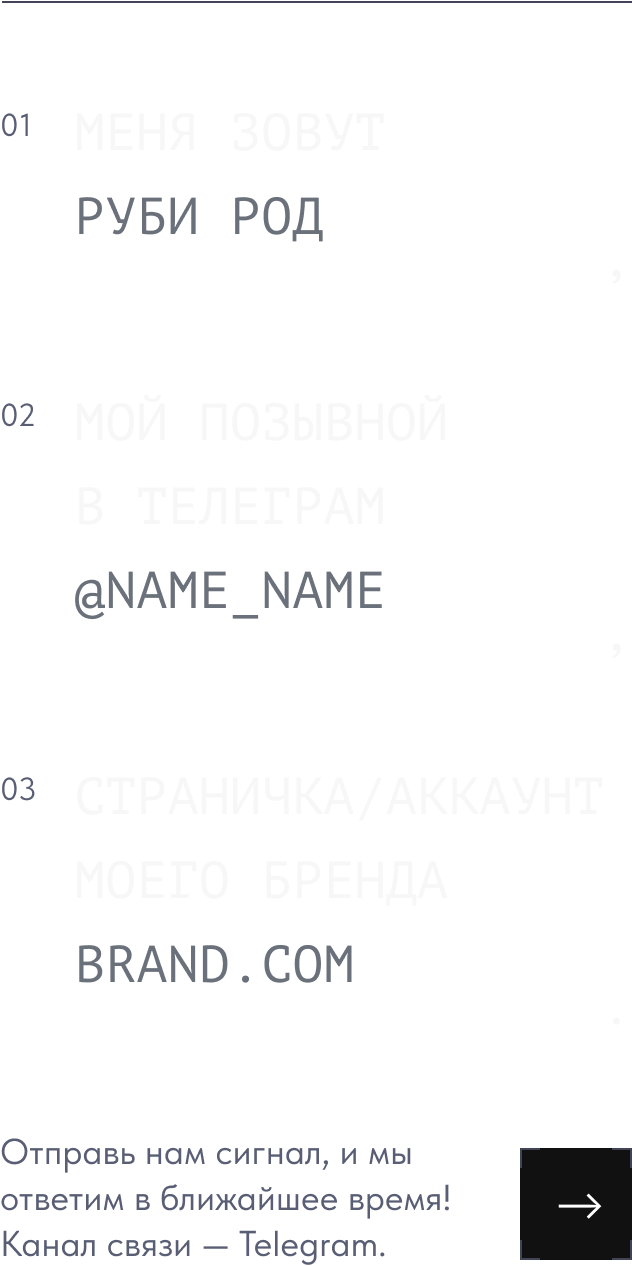 01 МЕНЯ ЗОВУТ
РУБИ РОД
,
02 МОЙ ПОЗЫВНОЙ
В ТЕЛЕГРАМ
@NAME_NAME
,
03 СТРАНИЧКА/АККАУНТ
МОЕГО БРЕНДА
BRAND.COM
.
Отправь нам сигнал, и мы
ответим в ближайшее время!
Канал связи — Telegram.